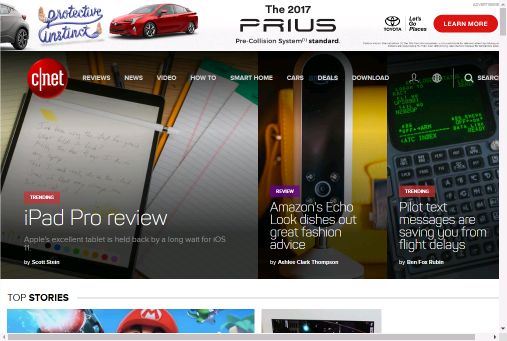 ADVERTISEMENT
protective
instinct
The 2017
PRIUS
Pre-Collision System[1] standard.
TOYOTA
Let's
Go
Places
LEARN MORE
c|net
REVIEWS NEWS VIDEO HOW TO SMART HOME CARS DEALS DOWNLOAD SEARC
TRENDING
iPad Pro review
Apple's excellent tablet is held back by a long wait for iOS
11.
by Scott Stein
REVIEW
Amazon's Echo
Look dishes out
great fashion
advice
by Ashlee Clark Thompson
TRENDING
Pilot text
messages are
saving you from
flight delays
by Ben Fox Rubin
TOP STORIES